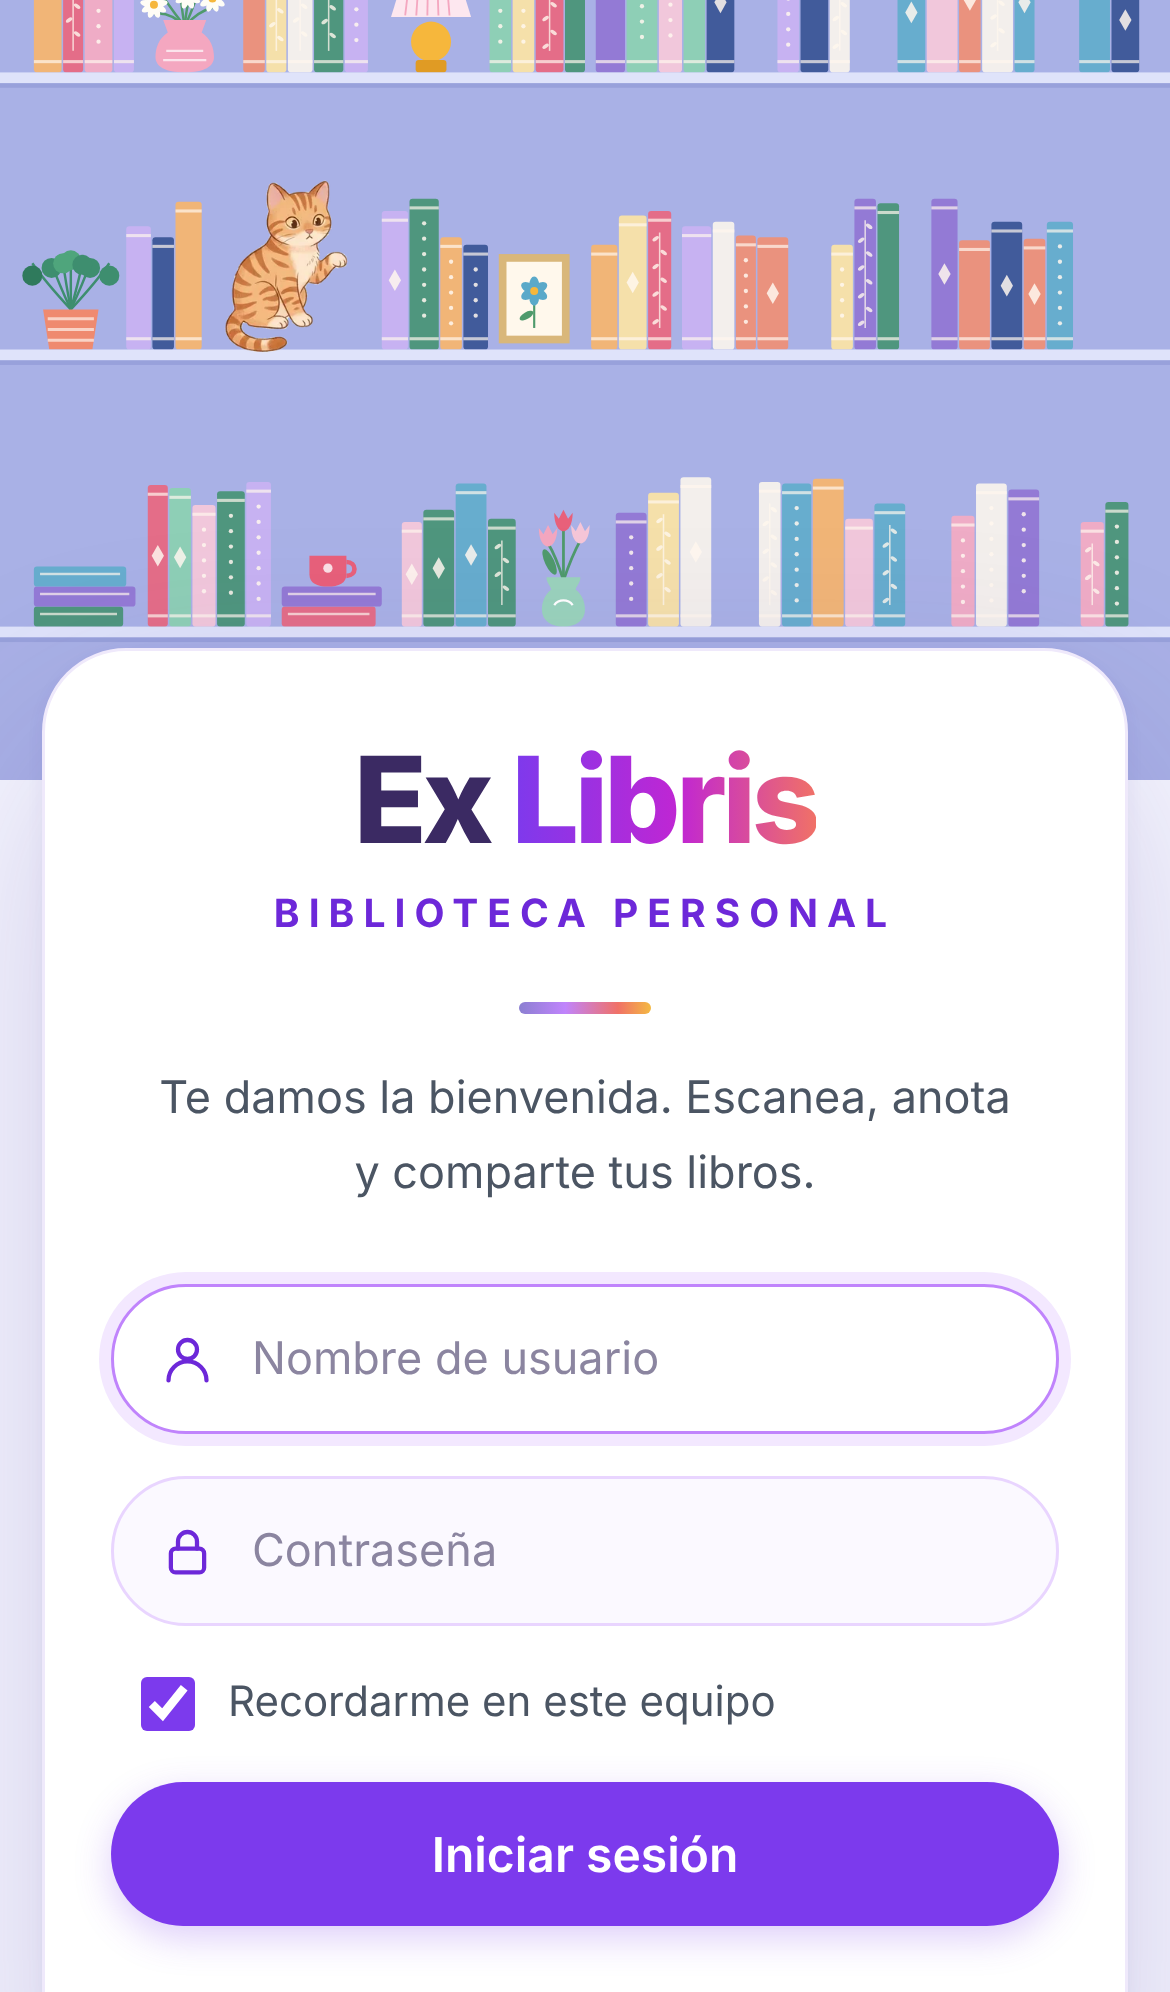 Ex Libris
BIBLIOTECA PERSONAL
Te damos la bienvenida. Escanea, anota
y comparte tus libros.
Nombre de usuario
Contraseña
Recordarme en este equipo
Iniciar sesión